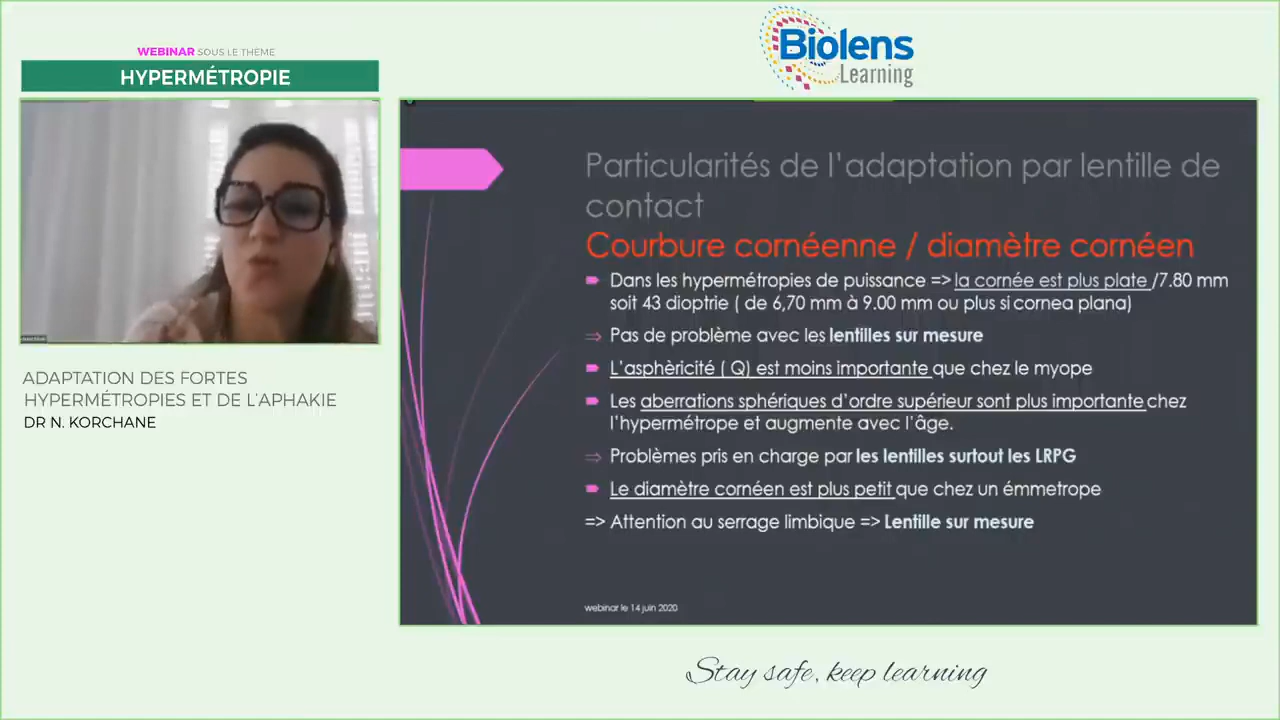 WEBINAR SOUS LE THÈME
HYPERMÉTROPIE
Biolens
Learning
ADAPTATION DES FORTES
HYPERMÉTROPIES ET DE L'APHAKIE
DR N. KORCHANE
Particularités de l'adaptation par lentille de
contact
Courbure cornéenne / diamètre cornéen
Dans les hypermétropies de puissance => la cornée est plus plate /7.80 mm
soit 43 dioptrie ( de 6,70 mm à 9.00 mm ou plus si cornea plana)
⇒ Pas de problème avec les lentilles sur mesure
L'asphèricité ( Q) est moins importante que chez le myope
Les aberrations sphériques d'ordre supérieur sont plus importante chez
l'hypermétrope et augmente avec l'âge.
⇒ Problèmes pris en charge par les lentilles surtout les LRPG
Le diamètre cornéen est plus petit que chez un émmetrope
=> Attention au serrage limbique => Lentille sur mesure
webinar le 14 juin 2020
Stay safe, keep learning